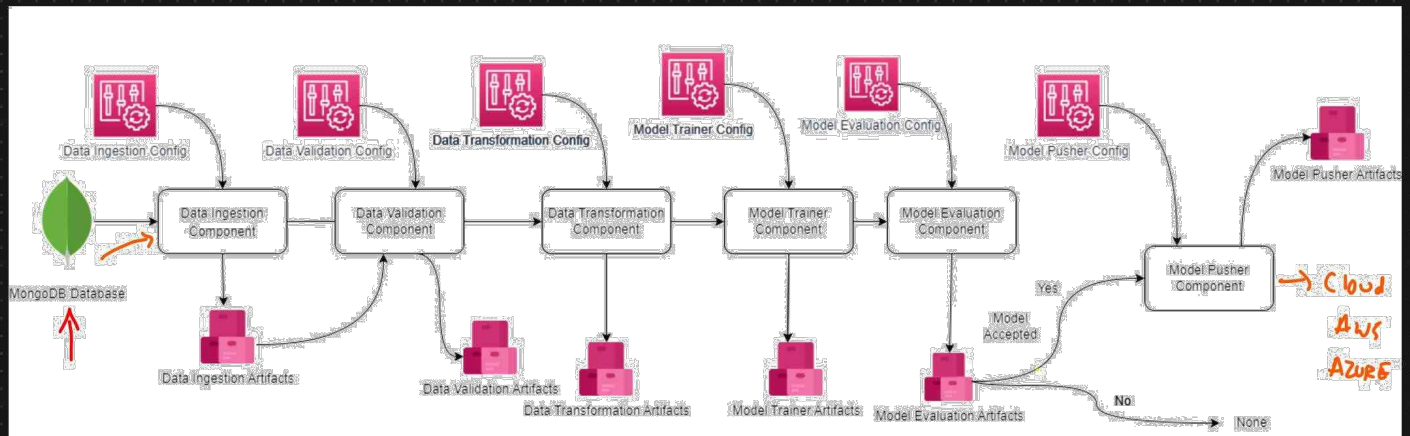 Data Ingestion Config
Data Validation Config
Data Transformation Config
Model Trainer Config
Model Evaluation Config
Model Pusher Config
Model Pusher Artifacts
MongoDB Database
Data Ingestion
Component
Data Validation
Component
Data Transformation
Component
Model Trainer
Component
Model Evaluation
Component
Model Pusher
Component
Cloud
AWS
AZURE
Yes
Model
Accepted
No
None
Data Ingestion Artifacts
Data Validation Artifacts
Data Transformation Artifacts
Model Trainer Artifacts
Model Evaluation Artifacts